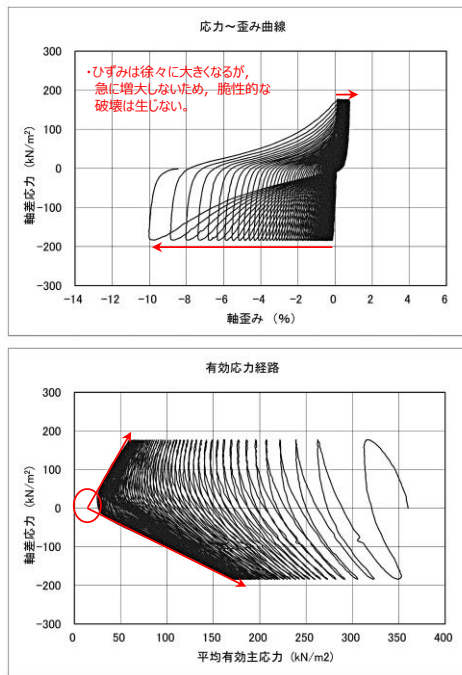 応力～歪み曲線
・ひずみは徐々に大きくなるが，
急に増大しないため，脆性的な
破壊は生じない。
軸差応力（kN/m²）
300
200
100
0
-100
-200
-300
-14 -12 -10 -8 -6 -4 -2 0 2 4 6
軸歪み （%）
有効応力経路
軸差応力（kN/m²）
300
200
100
0
-100
-200
-300
0 50 100 150 200 250 300 350 400
平均有効主応力（kN/m2）